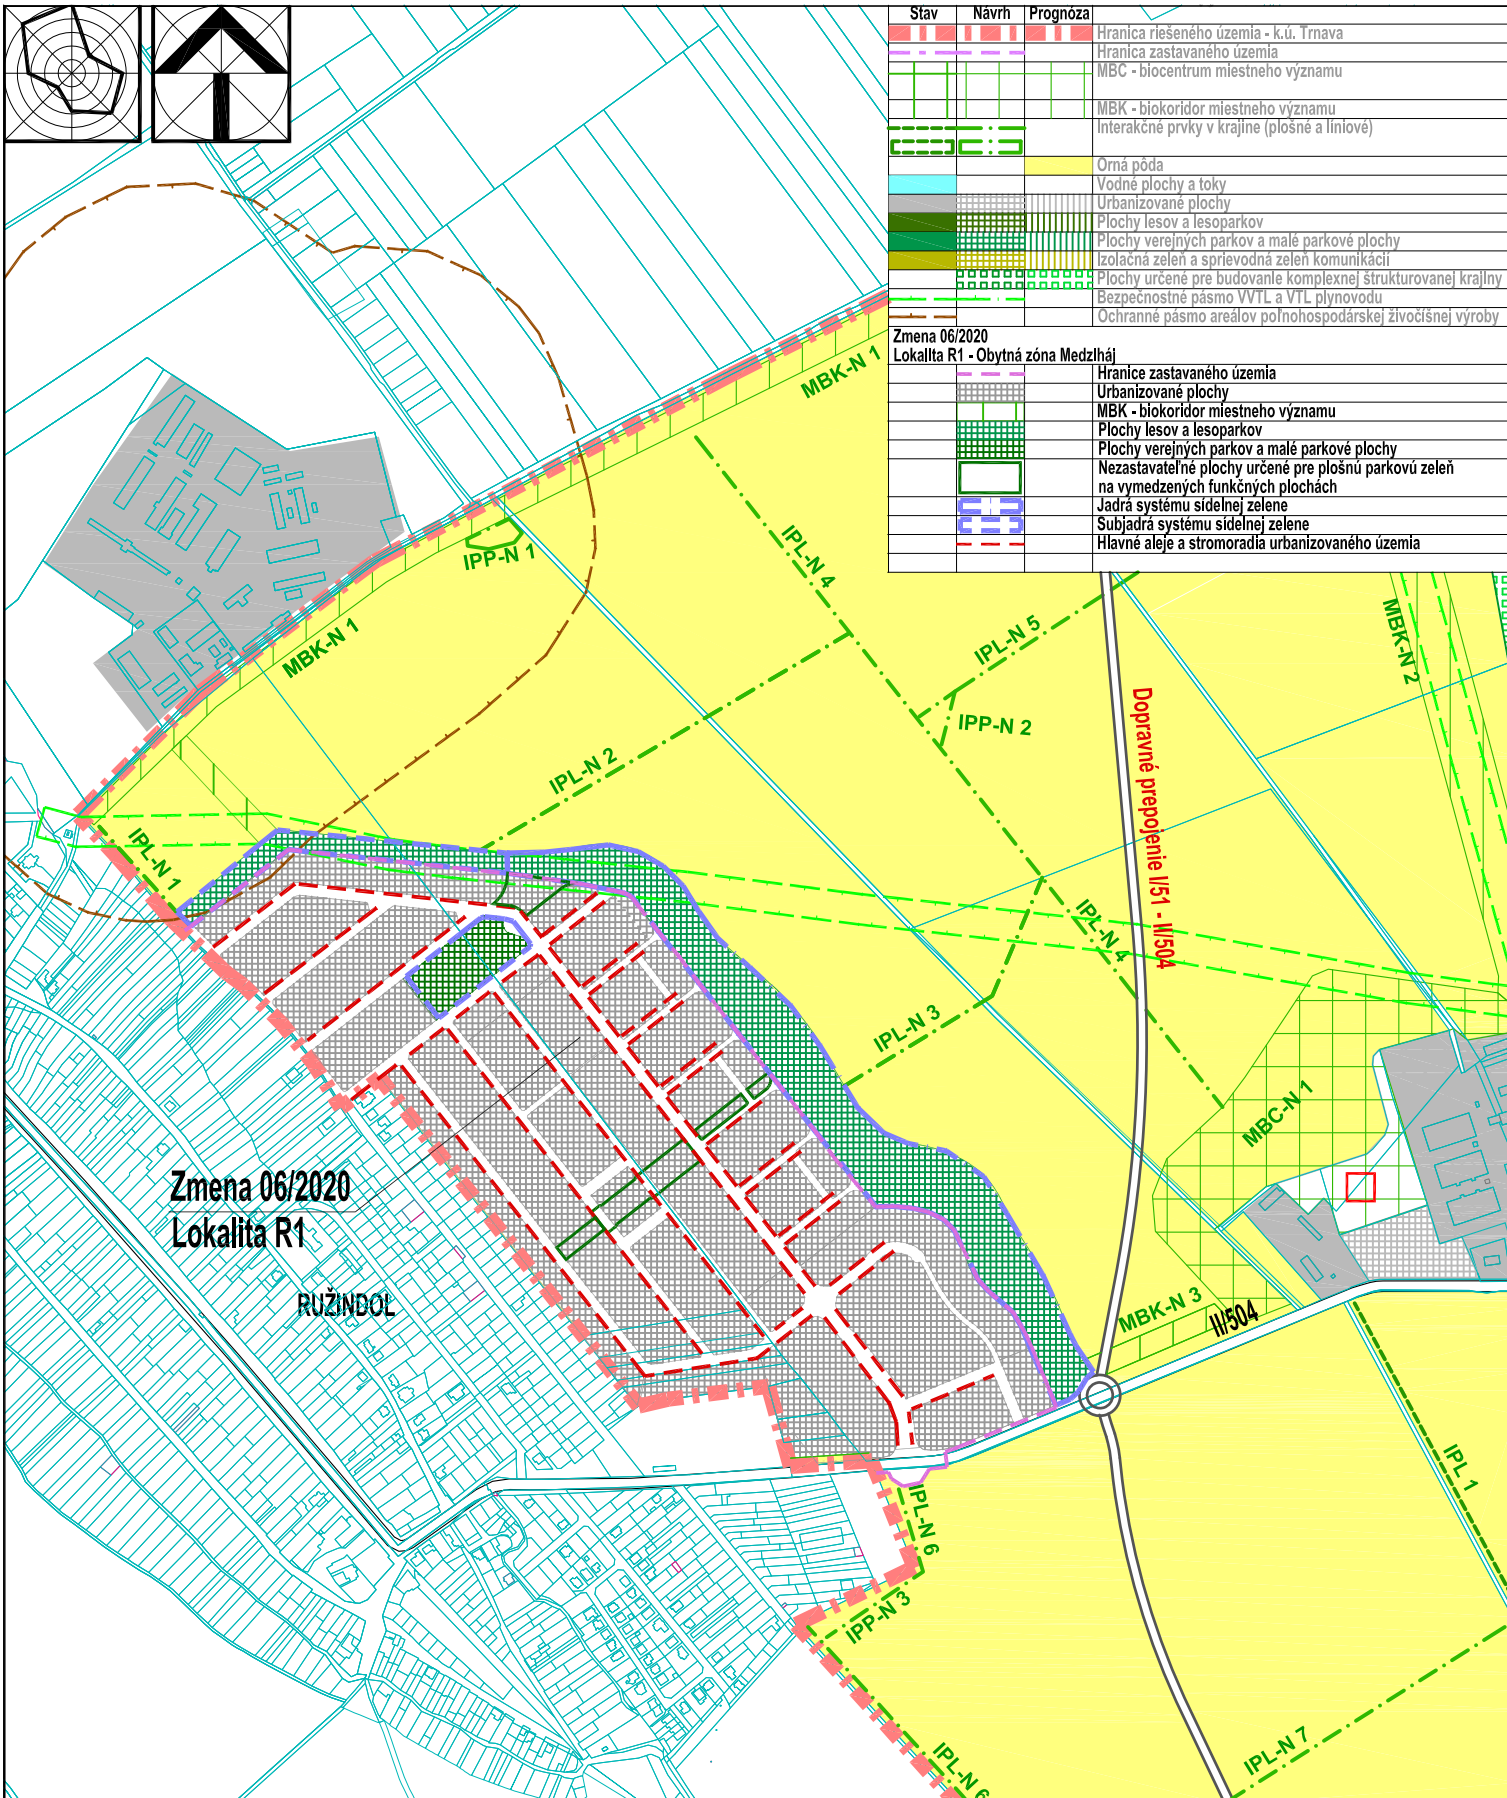 Stav Návrh Prognóza
Hranica riešeného územia - k.ú. Trnava
Hranica zastavaného územia
MBC - biocentrum miestneho významu
MBK - biokoridor miestneho významu
Interakčné prvky v krajine (plošné a líniové)
Orná pôda
Vodné plochy a toky
Urbanizované plochy
Plochy lesov a lesoparkov
Plochy verejných parkov a malé parkové plochy
Izolačná zeleň a sprievodná zeleň komunikácií
Plochy určené pre budovanie komplexnej štrukturovanej krajiny
Bezpečnostné pásmo VVTL a VTL plynovodu
Ochranné pásmo areálov poľnohospodárskej živočíšnej výroby
Zmena 06/2020
Lokalita R1 - Obytná zóna Medziháj
Hranice zastavaného územia
Urbanizované plochy
MBK - biokoridor miestneho významu
Plochy lesov a lesoparkov
Plochy verejných parkov a malé parkové plochy
Nezastavateľné plochy určené pre plošnú parkovú zeleň
na vymedzených funkčných plochách
Jadrá systému sídelnej zelene
Subjadrá systému sídelnej zelene
Hlavné aleje a stromoradia urbanizovaného územia
MBK-N 1
IPP-N 1
IPL-N 4
IPL-N 5
MBK-N 2
MBK-N 1
IPP-N 2
IPL-N 2
Dopravné prepojenie I/51 - II/504
IPL-N 1
IPL-N 4
IPL-N 3
MBC-N 1
Zmena 06/2020
Lokalita R1
RUŽINDOL
MBK-N 3
II/504
IPL 1
IPL-N 6
IPP-N 3
IPL-N 7
IPL-N 6